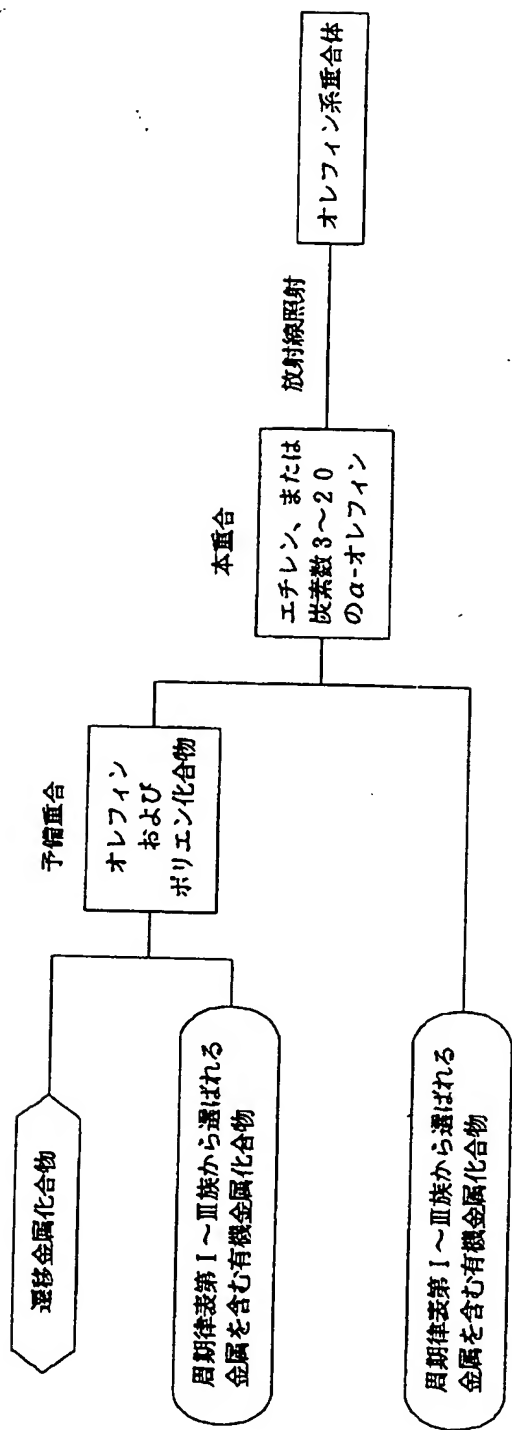 遷移金属化合物
周期律表第Ⅰ～Ⅲ族から選ばれる
金属を含む有機金属化合物
周期律表第Ⅰ～Ⅲ族から選ばれる
金属を含む有機金属化合物
予備重合
オレフィン
および
ポリエン化合物
本重合
エチレン、または
炭素数3～20
のα-オレフィン
放射線照射
オレフィン系重合体